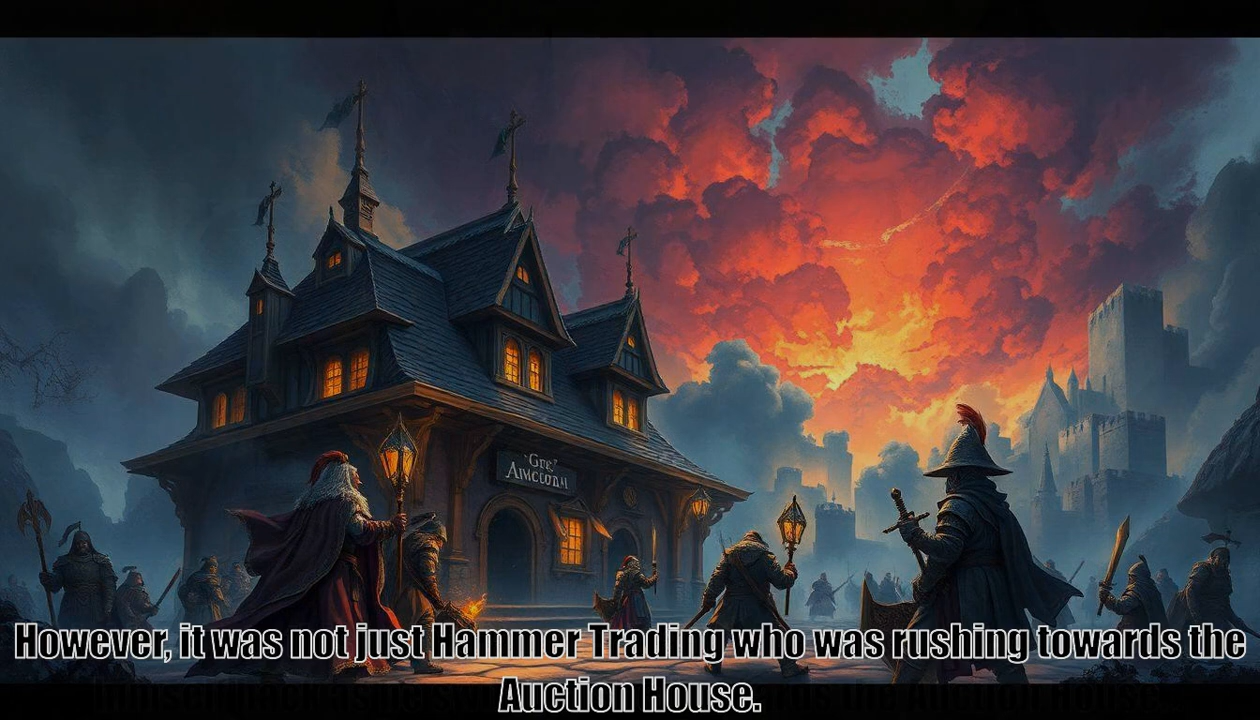 However, it was not just Hammer Trading who was rushing towards the
Auction House.